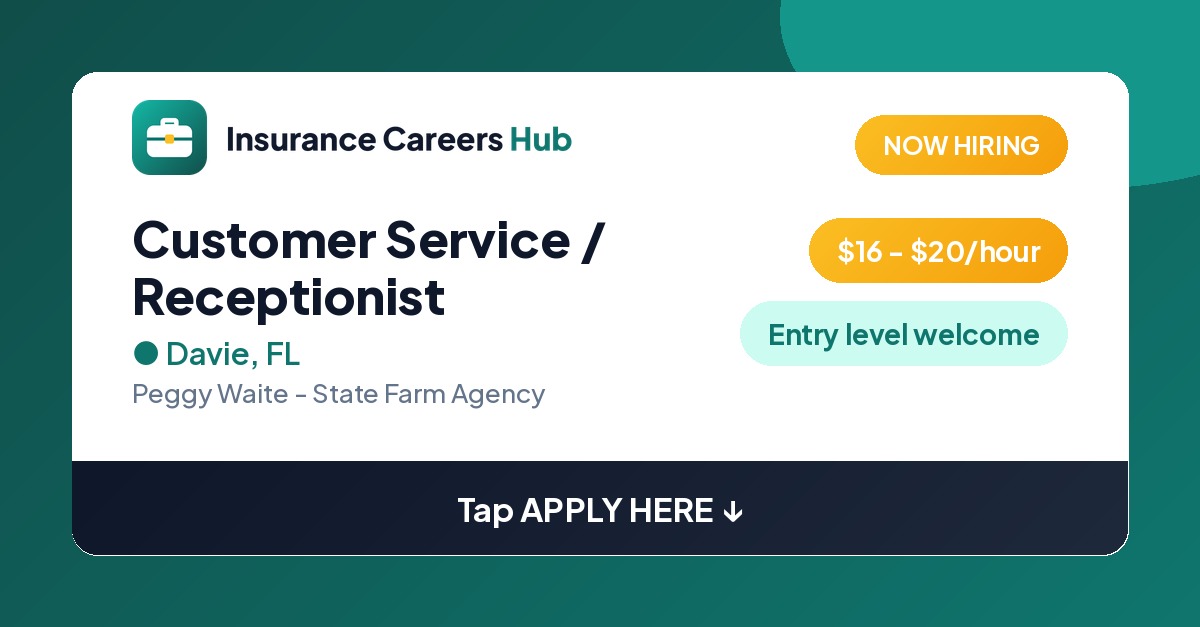 Insurance Careers Hub
NOW HIRING
Customer Service /
Receptionist
Davie, FL
Peggy Waite - State Farm Agency
$16 - $20/hour
Entry level welcome
Tap APPLY HERE ↓